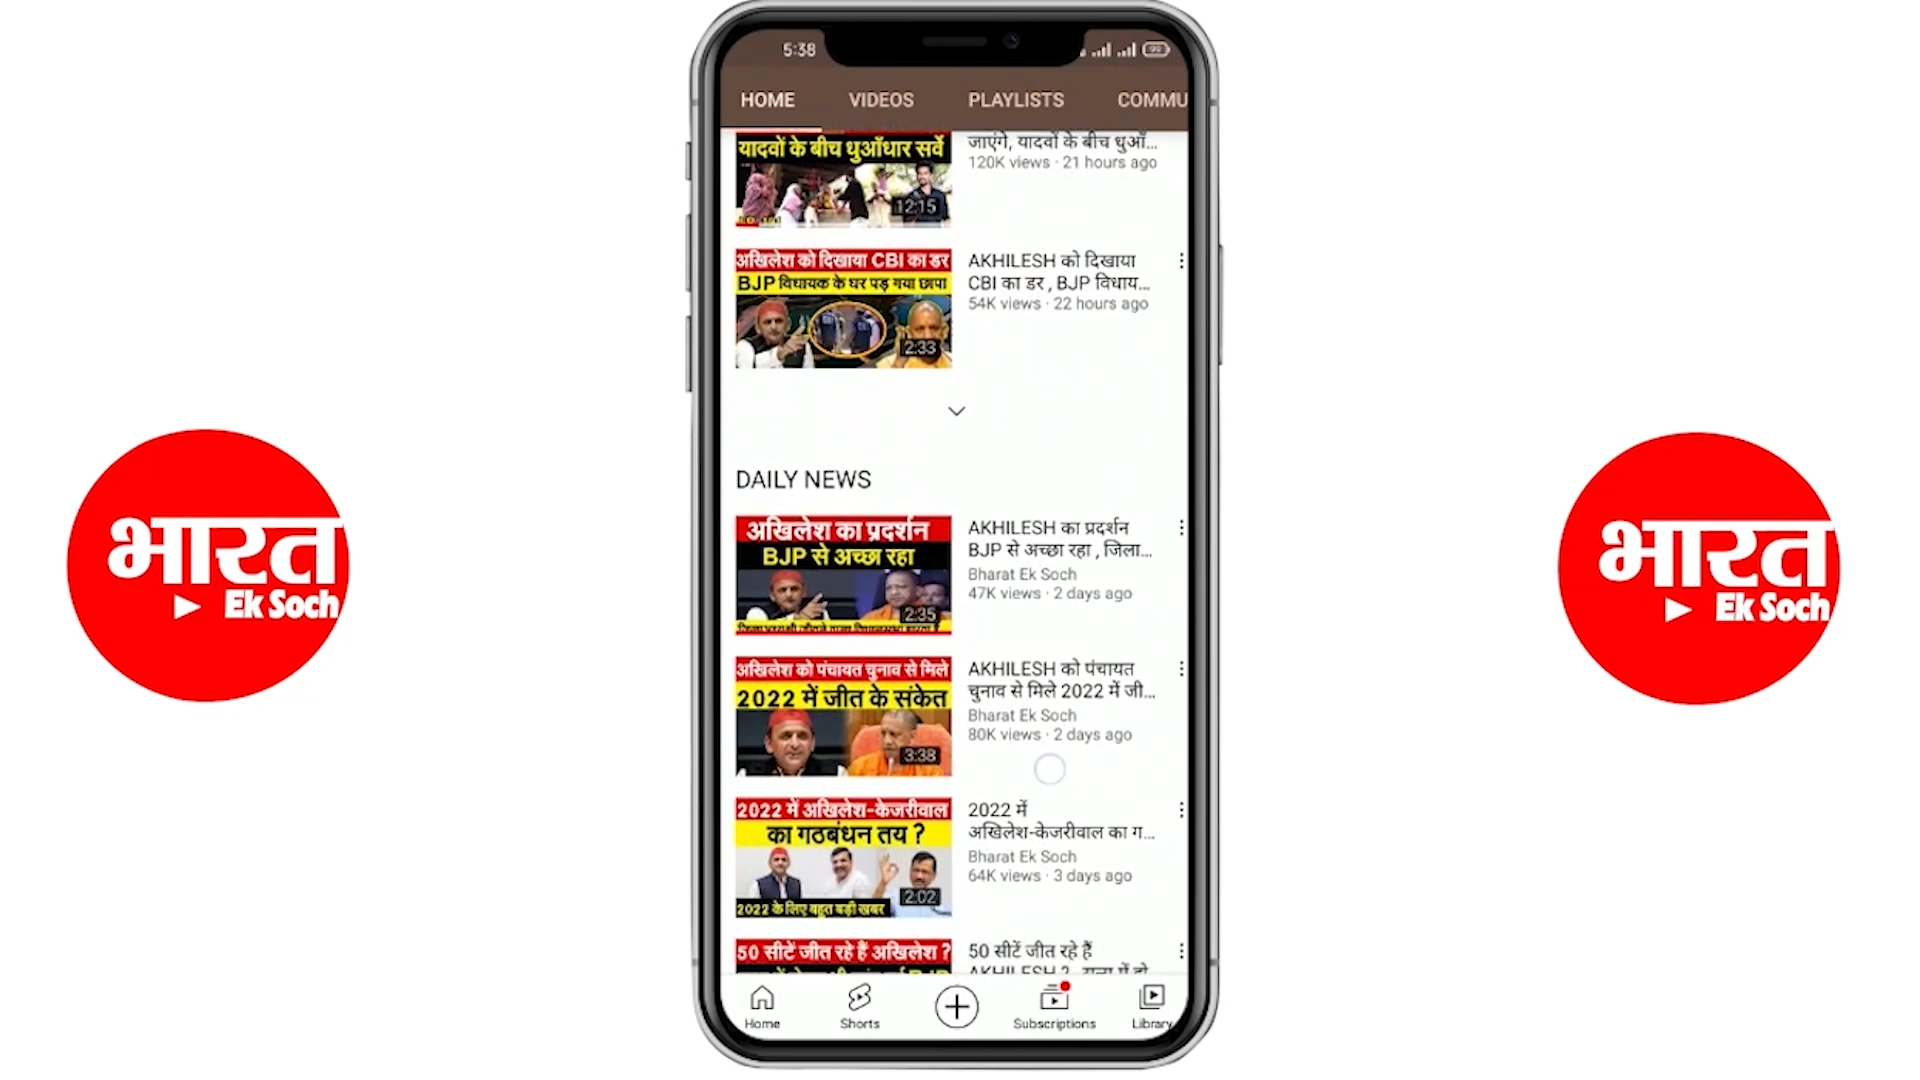 5:38
99
HOME VIDEOS PLAYLISTS COMMU
यादवों के बीच धुआँधार सर्वे
12:15
जाएंगे, यादवों के बीच धुआँ...
120K views · 21 hours ago
अखिलेश को दिखाया CBI का डर
BJP विधायक के घर पड़ गया छापा
2:33
AKHILESH को दिखाया
CBI का डर , BJP विधाय...
54K views · 22 hours ago
DAILY NEWS
अखिलेश का प्रदर्शन
BJP से अच्छा रहा
2:35
AKHILESH का प्रदर्शन
BJP से अच्छा रहा , जिला...
Bharat Ek Soch
47K views · 2 days ago
अखिलेश को पंचायत चुनाव से मिले
2022 में जीत के संकेत
3:38
AKHILESH को पंचायत
चुनाव से मिले 2022 में जी...
Bharat Ek Soch
80K views · 2 days ago
2022 में अखिलेश-केजरीवाल
का गठबंधन तय ?
2:02
2022 के लिए बहुत बड़ी खबर
2022 में
अखिलेश-केजरीवाल का ग...
Bharat Ek Soch
64K views · 3 days ago
50 सीटें जीत रहे हैं अखिलेश ?
50 सीटें जीत रहे हैं
AKHILESH ?
Home Shorts Subscriptions Library
भारत
Ek Soch
भारत
Ek Soch